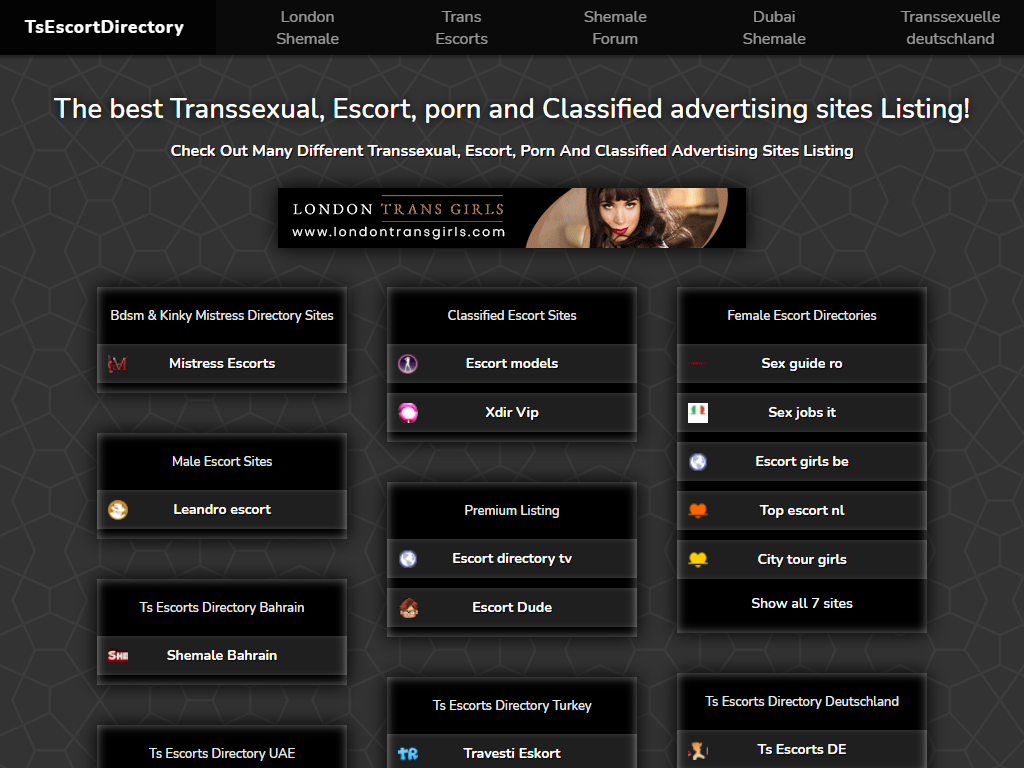 TsEscortDirectory
London Shemale
Trans Escorts
Shemale Forum
Dubai Shemale
Transsexuelle deutschland
The best Transsexual, Escort, porn and Classified advertising sites Listing!
Check Out Many Different Transsexual, Escort, Porn And Classified Advertising Sites Listing
LONDON TRANS GIRLS
www.londontransgirls.com
Bdsm & Kinky Mistress Directory Sites
Mistress Escorts
Male Escort Sites
Leandro escort
Ts Escorts Directory Bahrain
SHE
Shemale Bahrain
Ts Escorts Directory UAE
Classified Escort Sites
Escort models
Xdir Vip
Premium Listing
Escort directory tv
Escort Dude
Ts Escorts Directory Turkey
TR
Travesti Eskort
Female Escort Directories
Sex guide ro
Sex jobs it
Escort girls be
Top escort nl
City tour girls
Show all 7 sites
Ts Escorts Directory Deutschland
Ts Escorts DE